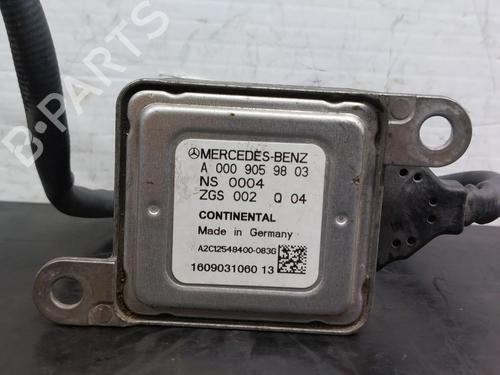 B-PARTS
MERCEDES-BENZ
A 000 905 98 03
NS 0004
ZGS 002 Q 04
CONTINENTAL
Made in Germany
A2C12548400-083G
1609031060 13